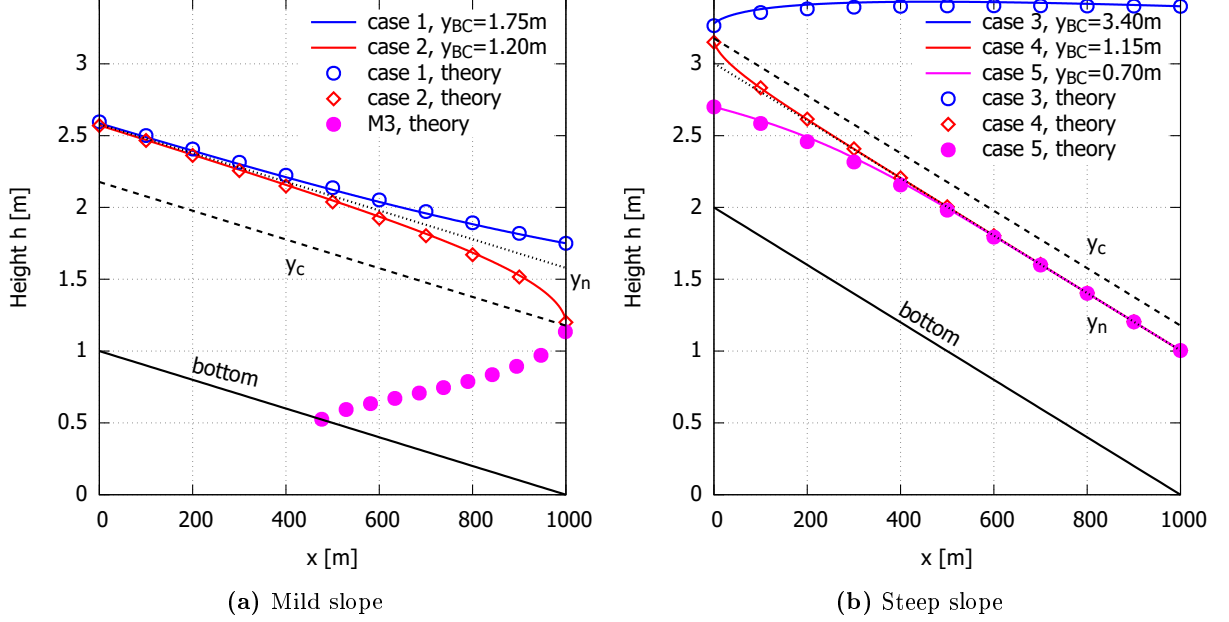 case 1, y_BC=1.75m
case 2, y_BC=1.20m
case 1, theory
case 2, theory
M3, theory
y_c
y_n
bottom
Height h [m]
3
2.5
2
1.5
1
0.5
0
0 200 400 600 800 1000
x [m]
(a) Mild slope
case 3, y_BC=3.40m
case 4, y_BC=1.15m
case 5, y_BC=0.70m
case 3, theory
case 4, theory
case 5, theory
y_c
y_n
bottom
Height h [m]
3
2.5
2
1.5
1
0.5
0
0 200 400 600 800 1000
x [m]
(b) Steep slope